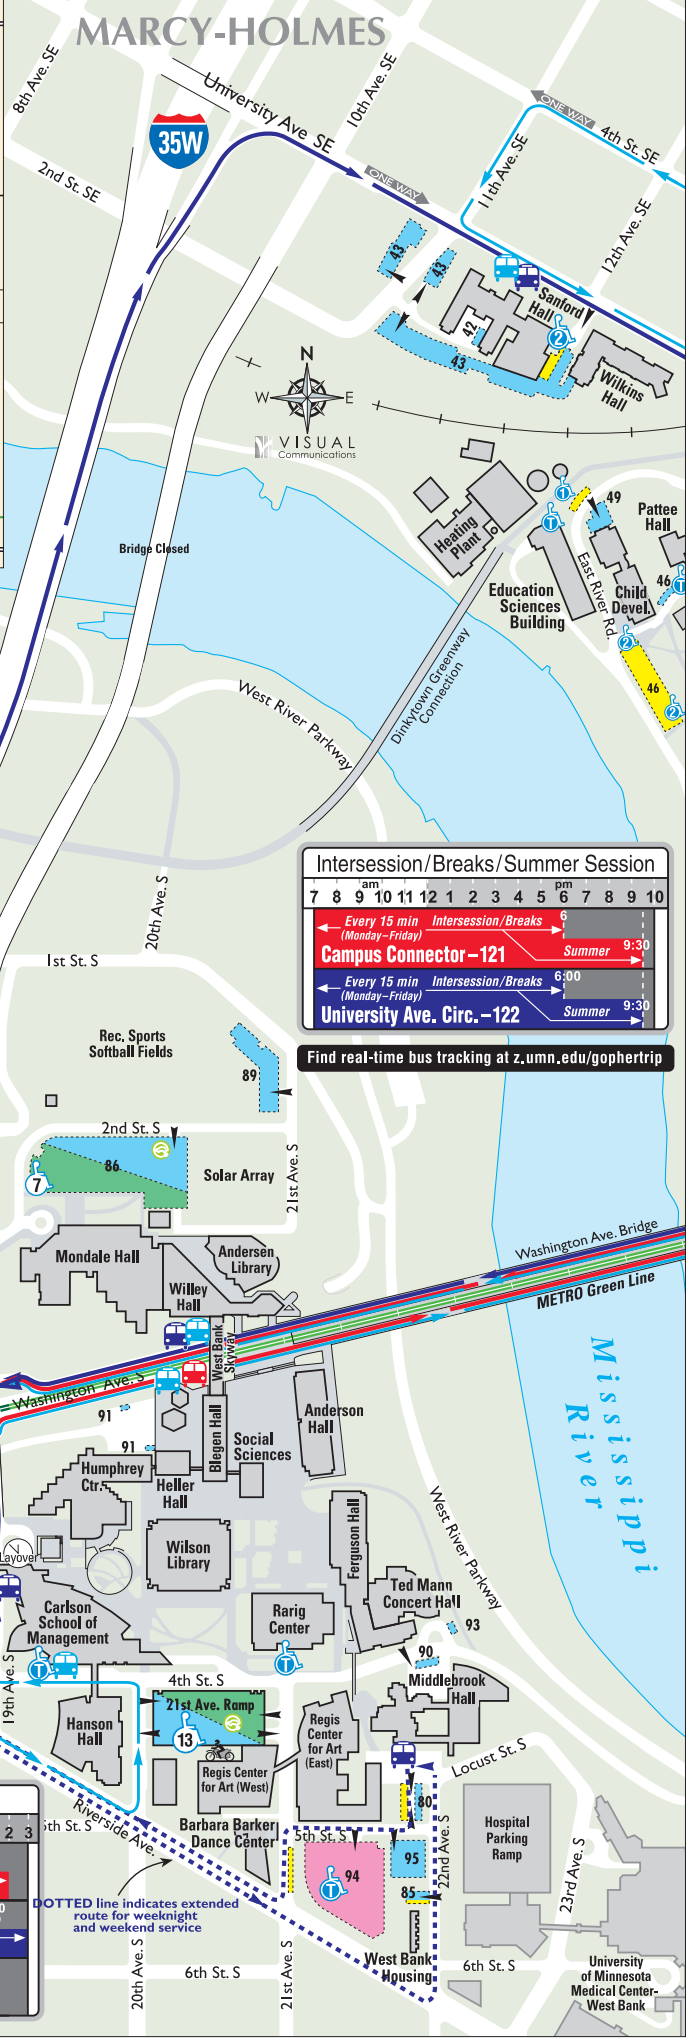 MARCY-HOLMES
8th Ave. SE
University Ave SE
10th Ave. SE
ONE WAY
4th St. SE
35W
2nd St. SE
ONE WAY
11th Ave. SE
12th Ave. SE
43
43
Sanford
Hall
42
2
43
Wilkins
Hall
N
W
E
VISUAL
Communications
Bridge Closed
Heating
Plant
1
49
T
Pattee
Hall
East River Rd.
Education
Sciences
Building
Child
Devel.
46
T
2
46
2
Dinkytown Greenway
Connection
West River Parkway
Intersession/Breaks/Summer Session
am
pm
7 8 9 10 11 12 1 2 3 4 5 6 7 8 9 10
Every 15 min
(Monday–Friday)
Intersession/Breaks
6
Campus Connector–121
Summer
9:30
Every 15 min
(Monday–Friday)
Intersession/Breaks
6:00
University Ave. Circ.–122
Summer
9:30
Find real-time bus tracking at z.umn.edu/gophertrip
20th Ave. S
1st St. S
Rec. Sports
Softball Fields
89
2nd St. S
86
7
Solar Array
21st Ave. S
Mondale Hall
Andersen
Library
Willey
Hall
Washington Ave. Bridge
METRO Green Line
West Bank
Skyway
Washington Ave. S
91
91
Mississippi
River
Anderson
Hall
Blegen Hall
Social
Sciences
Humphrey
Ctr.
Heller
Hall
Wilson
Library
Ferguson Hall
West River Parkway
Layover
Carlson
School of
Management
T
Rarig
Center
T
Ted Mann
Concert Hall
93
90
Middlebrook
Hall
19th Ave. S
4th St. S
21st Ave. Ramp
13
Hanson
Hall
Regis
Center
for Art
(East)
Regis Center
for Art (West)
Locust St. S
80
2 3
0
5th St. S
Riverside Ave.
Barbara Barker
Dance Center
5th St. S
22nd Ave. S
Hospital
Parking
Ramp
23rd Ave. S
94
T
95
85
DOTTED line indicates extended
route for weeknight
and weekend service
West Bank
Housing
20th Ave. S
6th St. S
21st Ave. S
6th St. S
University
of Minnesota
Medical Center-
West Bank